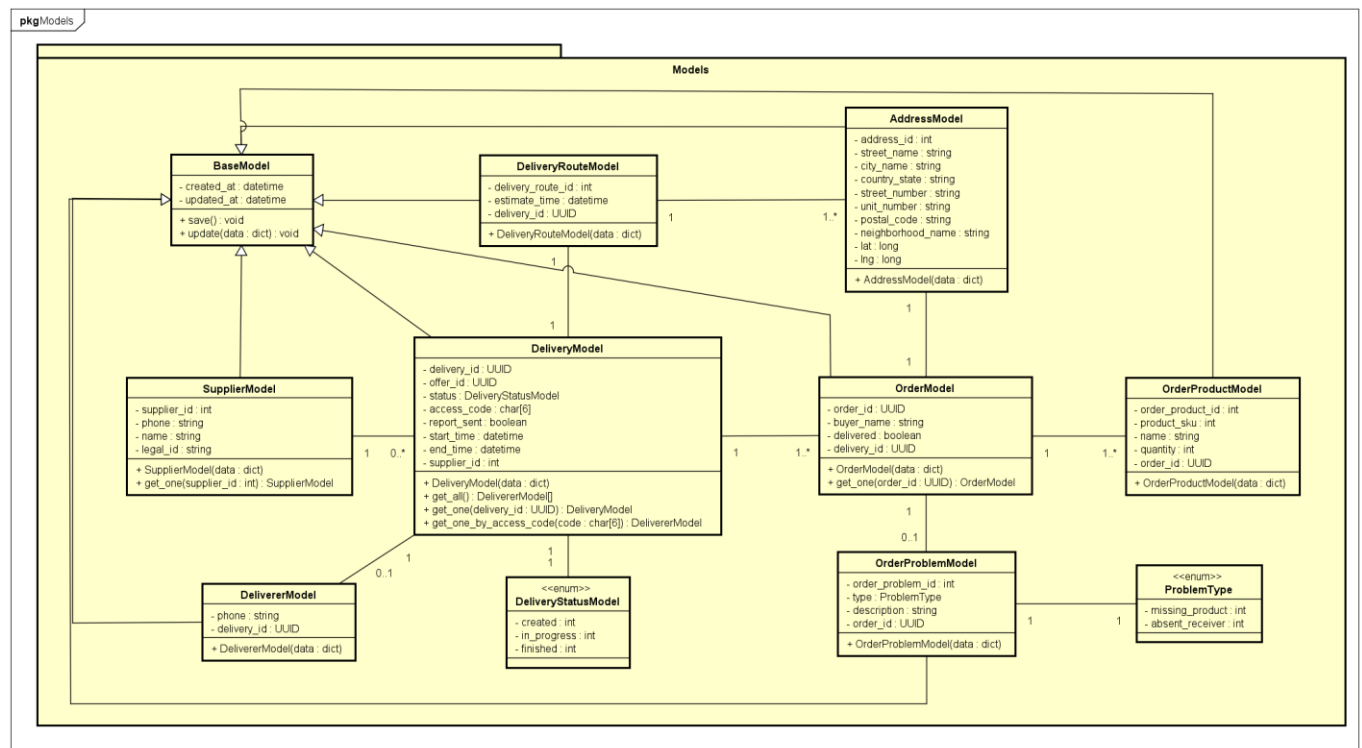 pkg Models
Models
BaseModel
- created_at : datetime
- updated_at : datetime
+ save() : void
+ update(data : dict) : void
DeliveryRouteModel
- delivery_route_id : int
- estimate_time : datetime
- delivery_id : UUID
+ DeliveryRouteModel(data : dict)
1
1..*
AddressModel
- address_id : int
- street_name : string
- city_name : string
- country_state : string
- street_number : string
- unit_number : string
- postal_code : string
- neighborhood_name : string
- lat : long
- lng : long
+ AddressModel(data : dict)
1
1
1
1
SupplierModel
- supplier_id : int
- phone : string
- name : string
- legal_id : string
+ SupplierModel(data : dict)
+ get_one(supplier_id : int) : SupplierModel
1
0..*
DeliveryModel
- delivery_id : UUID
- offer_id : UUID
- status : DeliveryStatusModel
- access_code : char[6]
- report_sent : boolean
- start_time : datetime
- end_time : datetime
- supplier_id : int
+ DeliveryModel(data : dict)
+ get_all() : DelivererModel[]
+ get_one(delivery_id : UUID) : DeliveryModel
+ get_one_by_access_code(code : char[6]) : DelivererModel
1
1..*
OrderModel
- order_id : UUID
- buyer_name : string
- delivered : boolean
- delivery_id : UUID
+ OrderModel(data : dict)
+ get_one(order_id : UUID) : OrderModel
1
1..*
OrderProductModel
- order_product_id : int
- product_sku : int
- name : string
- quantity : int
- order_id : UUID
+ OrderProductModel(data : dict)
1
0..1
1
1
1
0..1
DelivererModel
- phone : string
- delivery_id : UUID
+ DelivererModel(data : dict)
<<enum>>
DeliveryStatusModel
- created : int
- in_progress : int
- finished : int
OrderProblemModel
- order_problem_id : int
- type : ProblemType
- description : string
- order_id : UUID
+ OrderProblemModel(data : dict)
1
1
<<enum>>
ProblemType
- missing_product : int
- absent_receiver : int